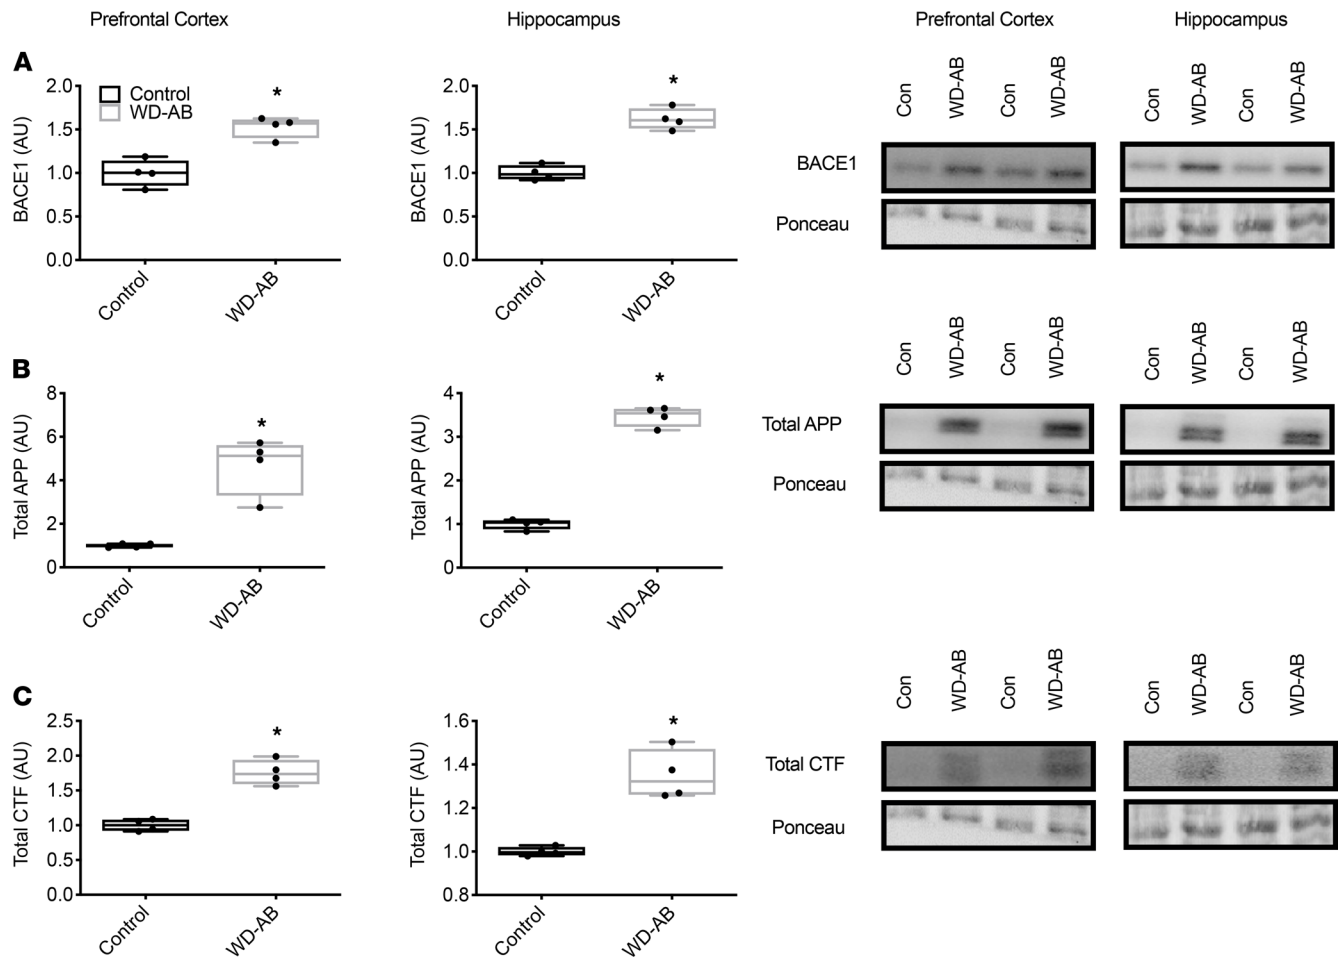 Prefrontal Cortex
Hippocampus
Prefrontal Cortex
Hippocampus
A
BACE1 (AU)
2.0
1.5
1.0
0.5
0.0
Control
WD-AB
*
Control
WD-AB
BACE1 (AU)
2.0
1.5
1.0
0.5
0.0
*
Control
WD-AB
Con
WD-AB
Con
WD-AB
Con
WD-AB
Con
WD-AB
BACE1
Ponceau
B
Total APP (AU)
8
6
4
2
0
*
Control
WD-AB
Total APP (AU)
4
3
2
1
0
*
Control
WD-AB
Con
WD-AB
Con
WD-AB
Con
WD-AB
Con
WD-AB
Total APP
Ponceau
C
Total CTF (AU)
2.5
2.0
1.5
1.0
0.5
0.0
*
Control
WD-AB
Total CTF (AU)
1.6
1.4
1.2
1.0
0.8
*
Control
WD-AB
Con
WD-AB
Con
WD-AB
Con
WD-AB
Con
WD-AB
Total CTF
Ponceau